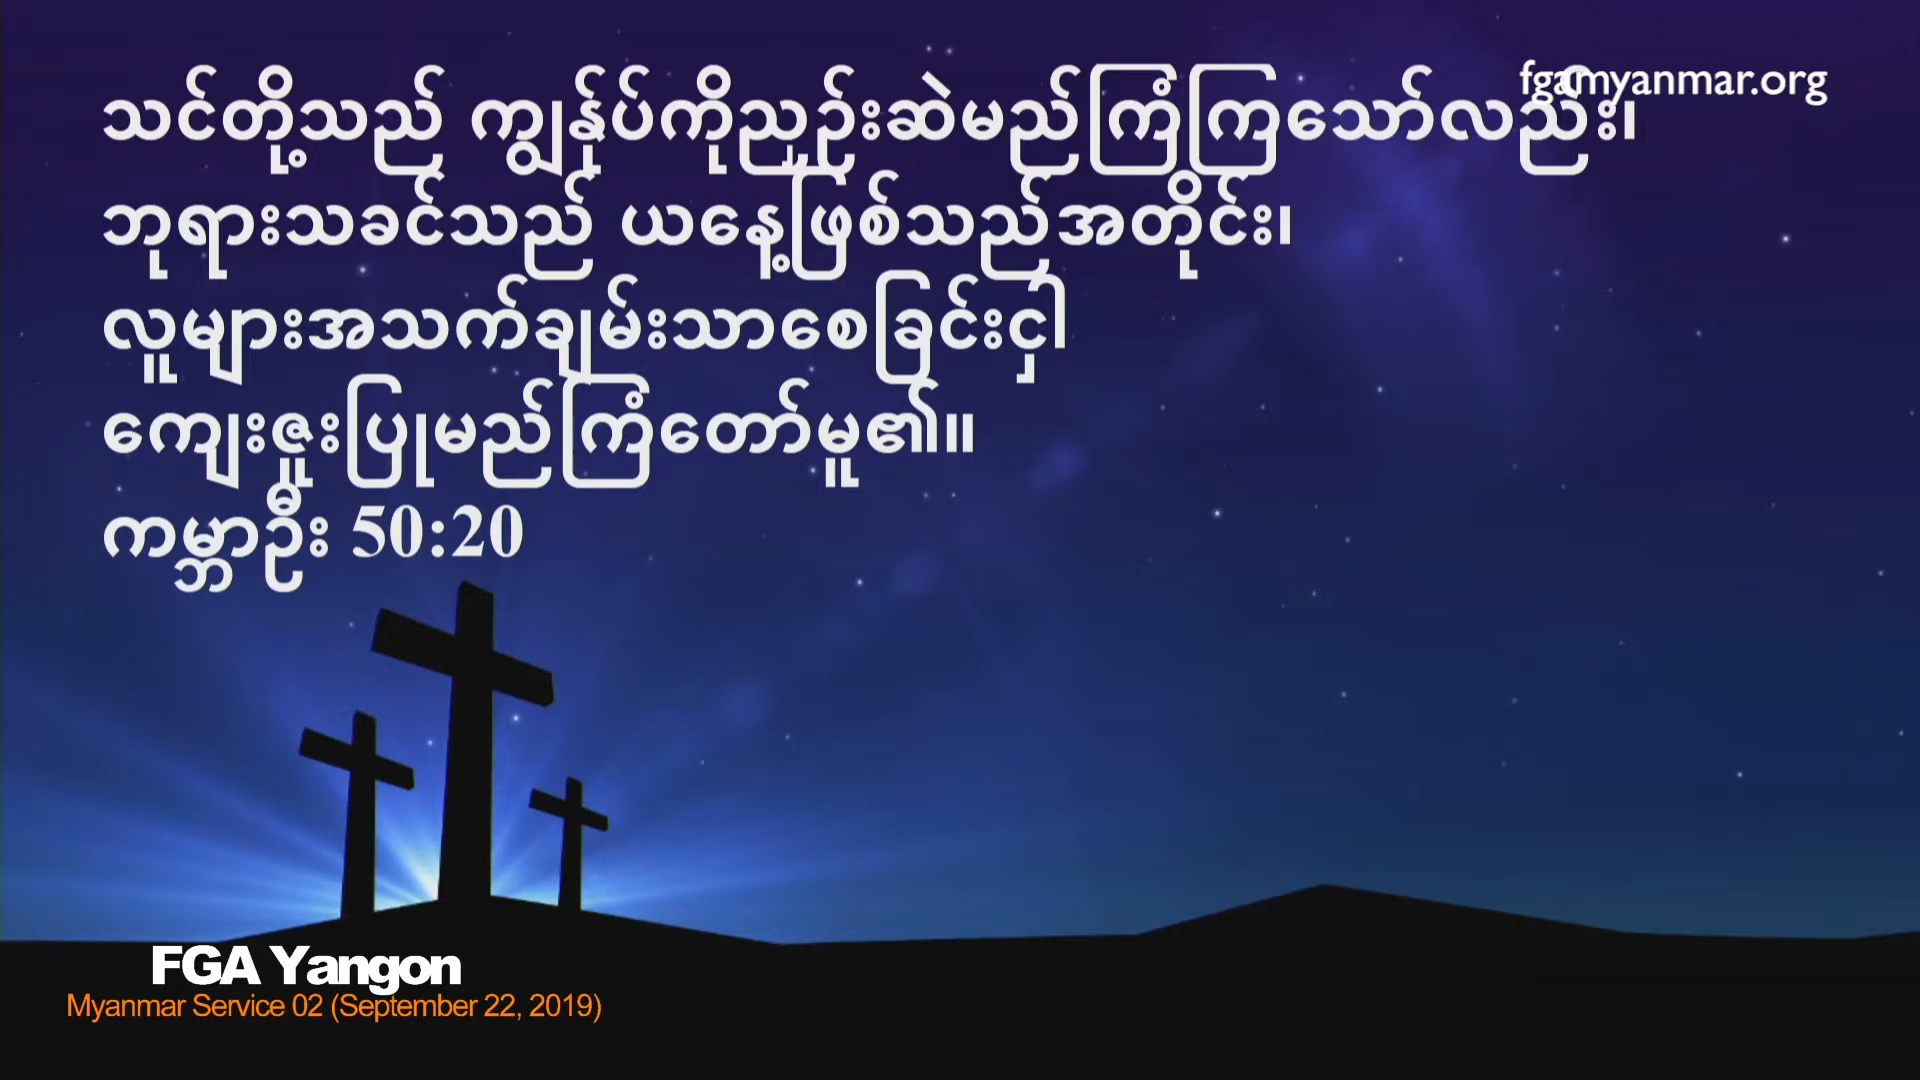 သင်တို့သည် ကျွန်ုပ်ကိုညှဉ်းဆဲမည်ကြံကြသော်လည်း၊
fgamyanmar.org
ဘုရားသခင်သည် ယနေ့ဖြစ်သည်အတိုင်း၊
လူများအသက်ချမ်းသာစေခြင်းငှါ
ကျေးဇူးပြုမည်ကြံတော်မူ၏။
ကမ္ဘာဦး 50:20
FGA Yangon
Myanmar Service 02 (September 22, 2019)